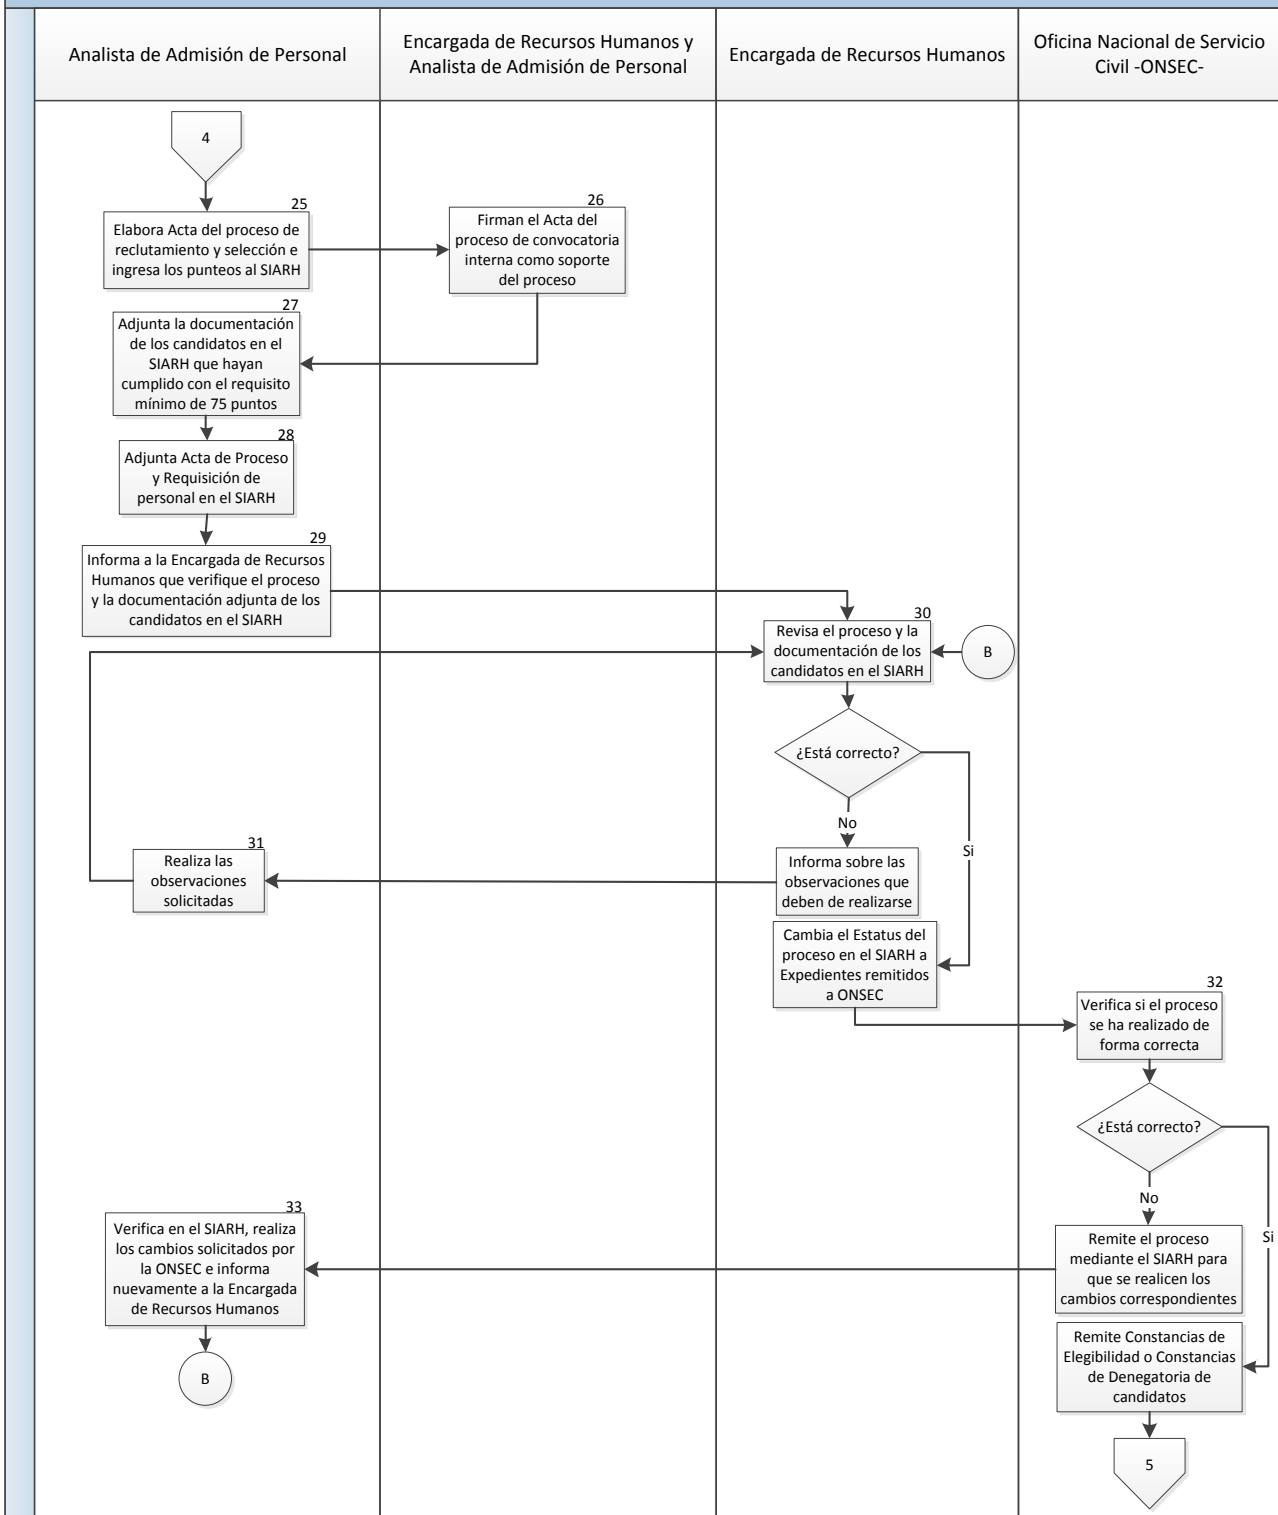 Analista de Admisión de Personal
Encargada de Recursos Humanos y
Analista de Admisión de Personal
Encargada de Recursos Humanos
Oficina Nacional de Servicio
Civil -ONSEC-
4
25
Elabora Acta del proceso de
reclutamiento y selección e
ingresa los punteos al SIARH
26
Firman el Acta del
proceso de convocatoria
interna como soporte
del proceso
27
Adjunta la documentación
de los candidatos en el
SIARH que hayan
cumplido con el requisito
mínimo de 75 puntos
28
Adjunta Acta de Proceso
y Requisición de
personal en el SIARH
29
Informa a la Encargada de Recursos
Humanos que verifique el proceso
y la documentación adjunta de los
candidatos en el SIARH
30
Revisa el proceso y la
documentación de los
candidatos en el SIARH
B
¿Está correcto?
No
Si
Informa sobre las
observaciones que
deben de realizarse
31
Realiza las
observaciones
solicitadas
Cambia el Estatus del
proceso en el SIARH a
Expedientes remitidos
a ONSEC
32
Verifica si el proceso
se ha realizado de
forma correcta
¿Está correcto?
No
Si
Remite el proceso
mediante el SIARH para
que se realicen los
cambios correspondientes
33
Verifica en el SIARH, realiza
los cambios solicitados por
la ONSEC e informa
nuevamente a la Encargada
de Recursos Humanos
B
Remite Constancias de
Elegibilidad o Constancias
de Denegatoria de
candidatos
5